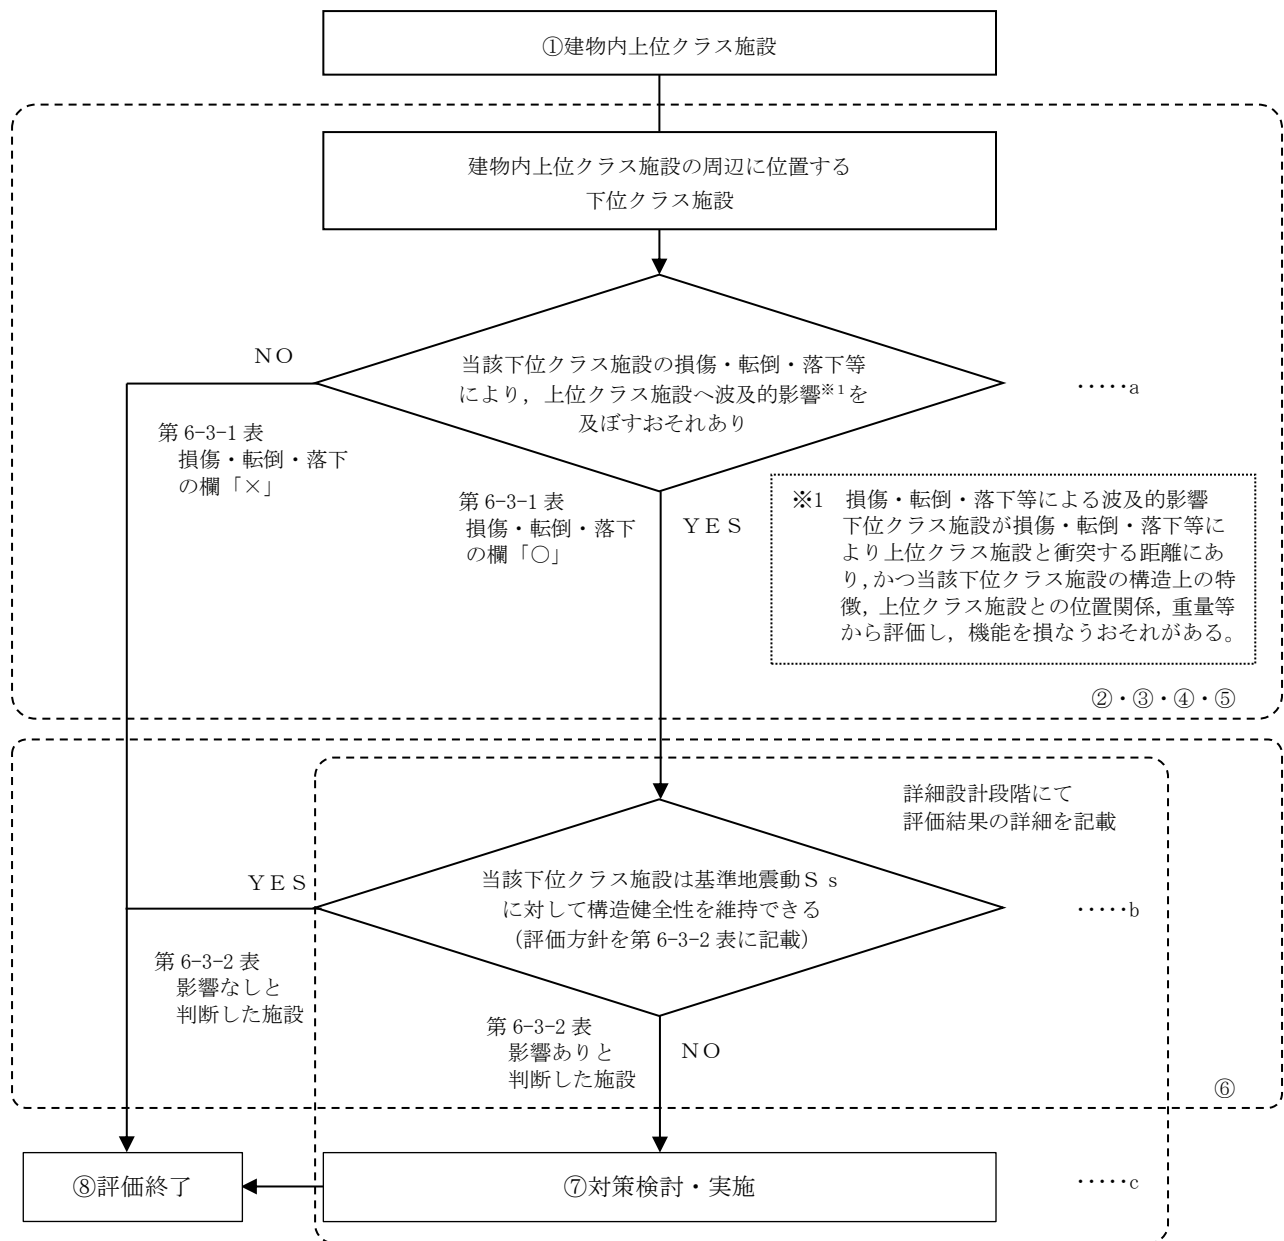 ①建物内上位クラス施設
建物内上位クラス施設の周辺に位置する
下位クラス施設
NO
当該下位クラス施設の損傷・転倒・落下等
により，上位クラス施設へ波及的影響※1を
及ぼすおそれあり
・・・・・a
第 6-3-1 表
損傷・転倒・落下
の欄「×」
第 6-3-1 表
損傷・転倒・落下
の欄「○」
ＹＥＳ
※1　損傷・転倒・落下等による波及的影響
下位クラス施設が損傷・転倒・落下等に
より上位クラス施設と衝突する距離にあ
り，かつ当該下位クラス施設の構造上の特
徴，上位クラス施設との位置関係，重量等
から評価し，機能を損なうおそれがある。
②・③・④・⑤
詳細設計段階にて
評価結果の詳細を記載
ＹＥＳ
当該下位クラス施設は基準地震動Ｓｓ
に対して構造健全性を維持できる
（評価方針を第 6-3-2 表に記載）
・・・・・b
第 6-3-2 表
影響なしと
判断した施設
第 6-3-2 表
影響ありと
判断した施設
ＮＯ
⑥
⑧評価終了
⑦対策検討・実施
・・・・・c